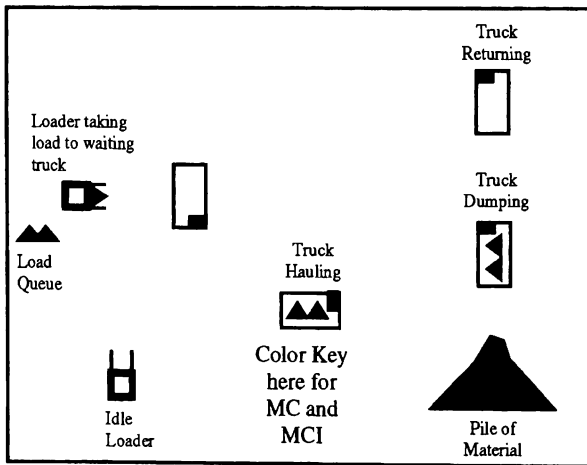 Truck
Returning
Loader taking
load to waiting
truck
Truck
Dumping
Load
Queue
Truck
Hauling
Color Key
here for
MC and
MCI
Idle
Loader
Pile of
Material